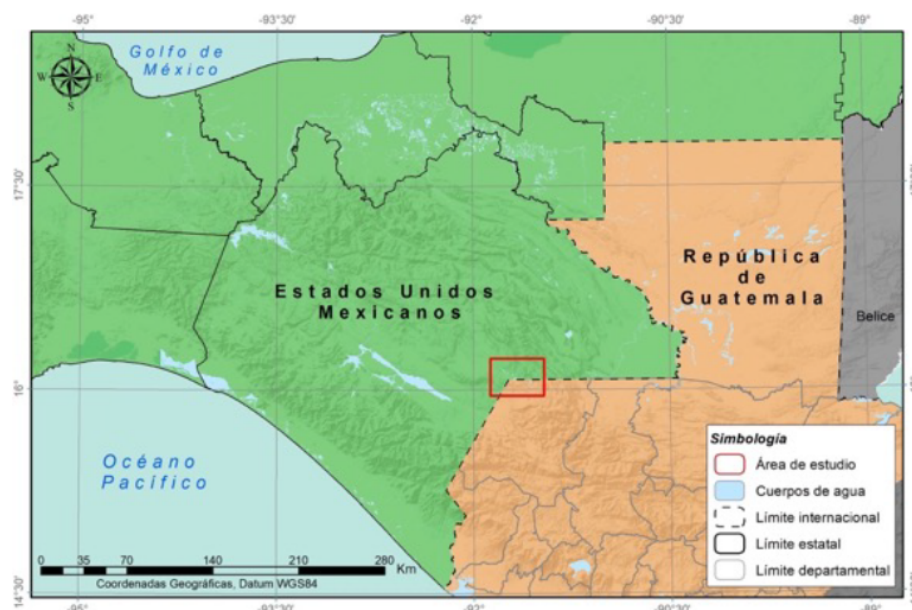 -95°
-93°30'
-92°
-90°30'
-89°
Golfo de
México
N
W
E
S
17°30'
República
de
Guatemala
Estados Unidos
Mexicanos
Belice
16°
Océano
Pacífico
Simbología
Área de estudio
Cuerpos de agua
Límite internacional
Límite estatal
Límite departamental
0 35 70 140 210 280
Km
Coordenadas Geográficas, Datum WGS84
14°30'
-95°
-93°30'
-92°
-90°30'
-89°